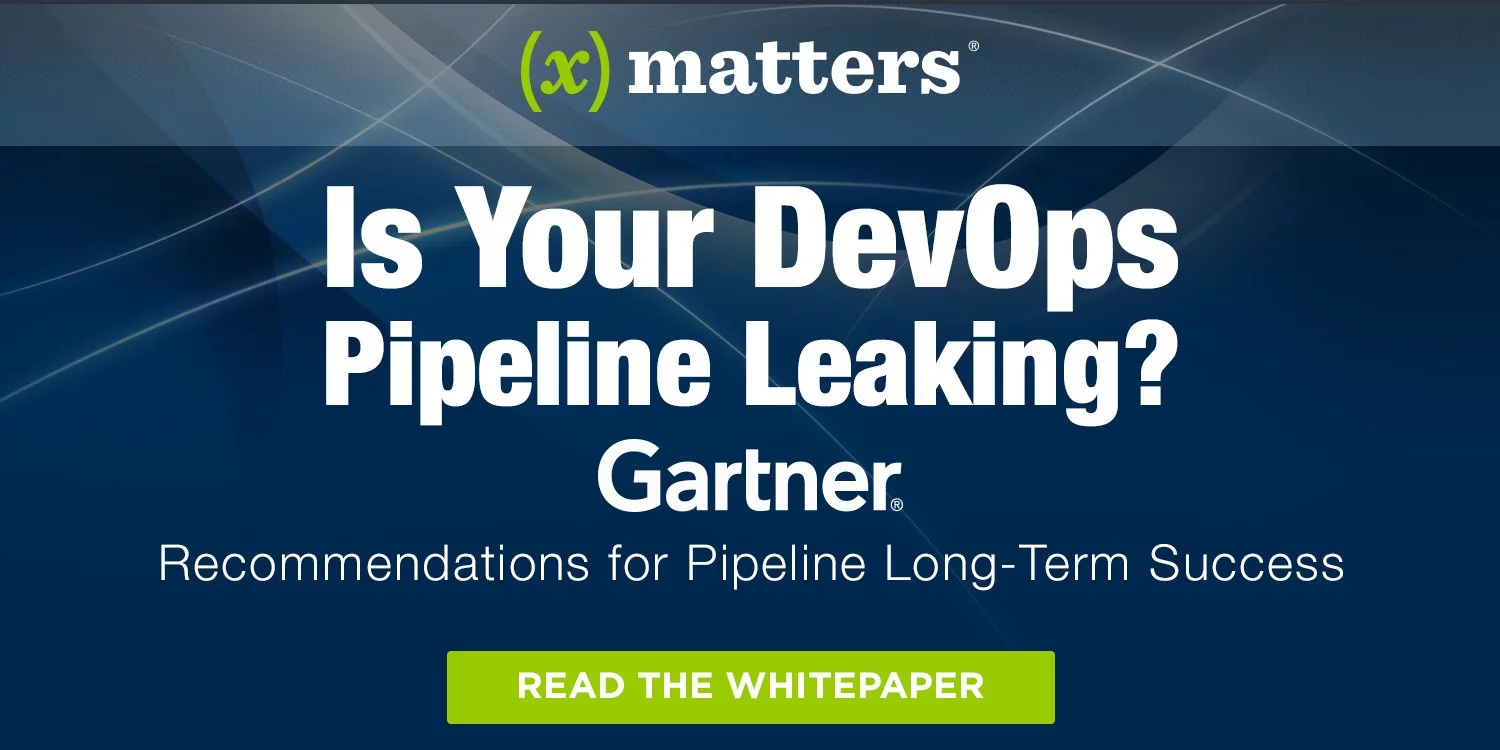 (x) matters®
Is Your DevOps
Pipeline Leaking?
Gartner®
Recommendations for Pipeline Long-Term Success
READ THE WHITEPAPER